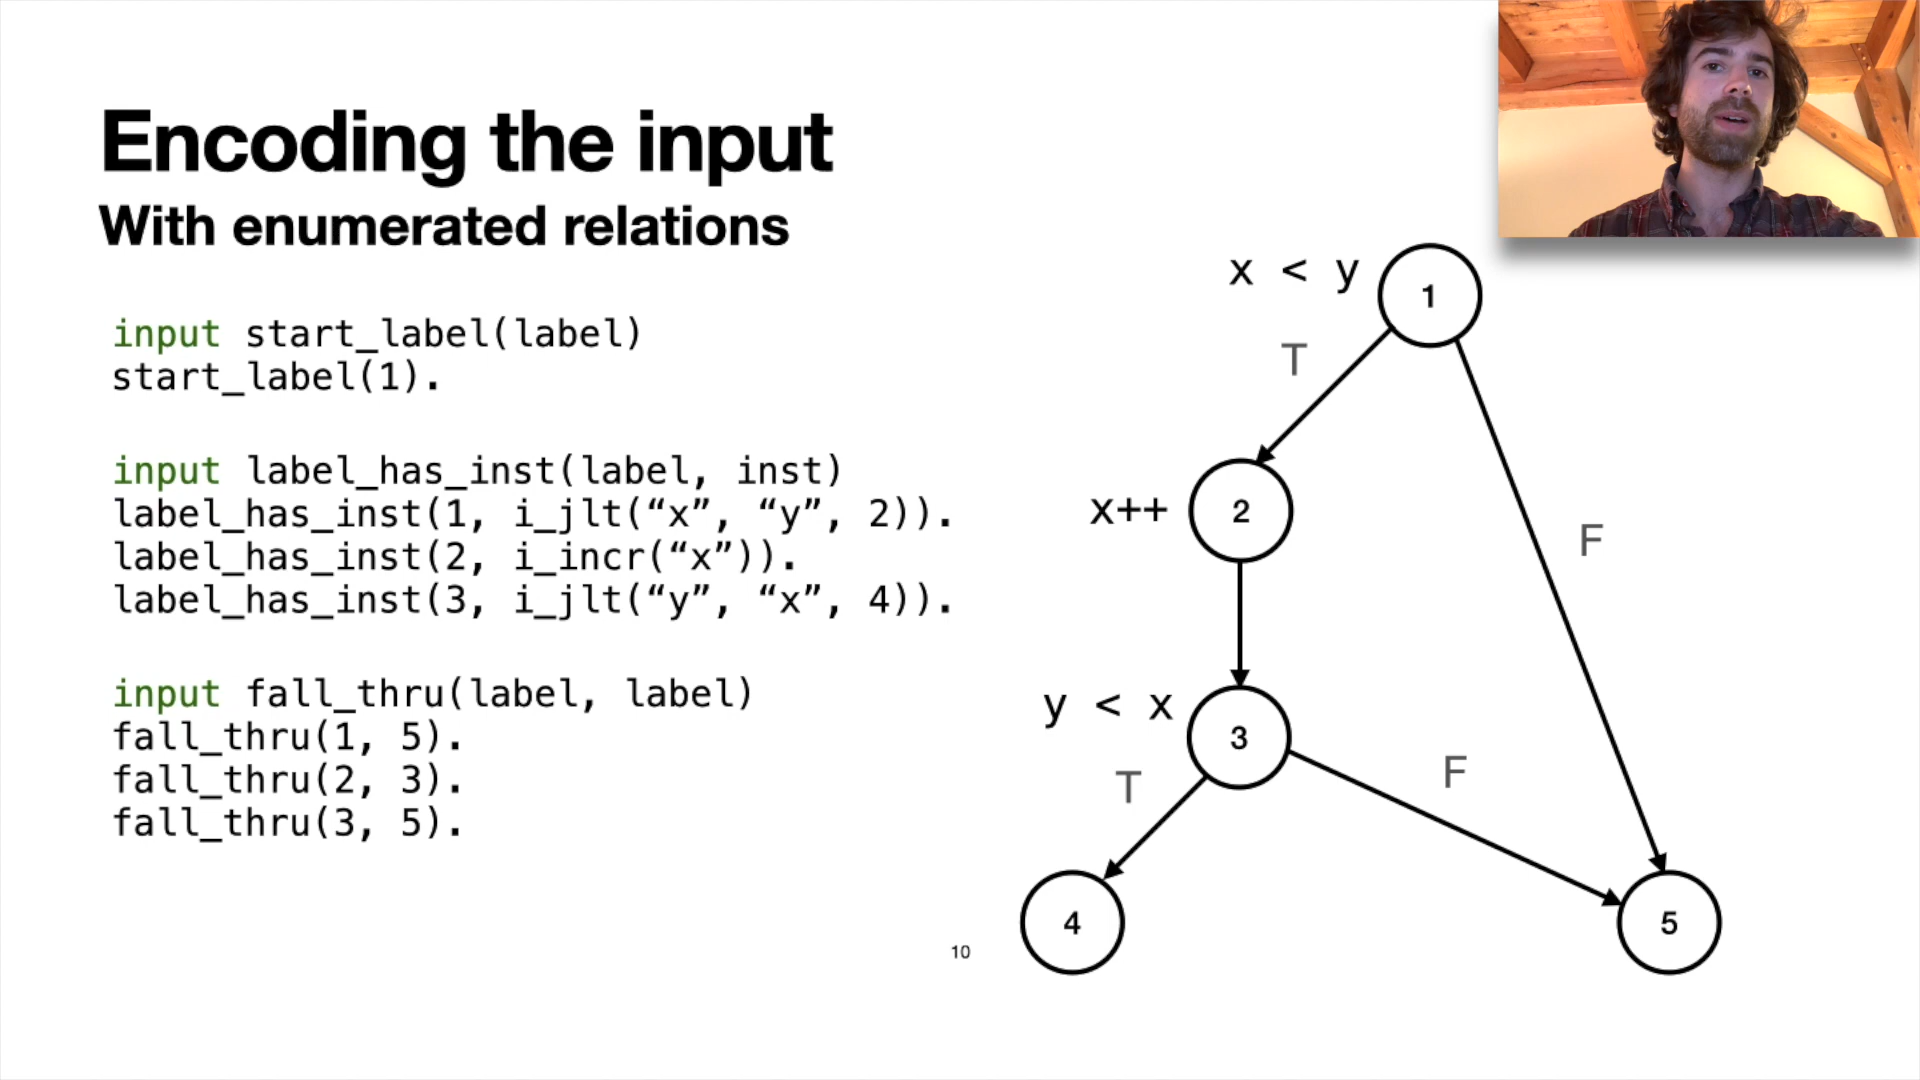 Encoding the input
With enumerated relations
input start_label(label)
start_label(1).
input label_has_inst(label, inst)
label_has_inst(1, i_jlt(“x”, “y”, 2)).
label_has_inst(2, i_incr(“x”)).
label_has_inst(3, i_jlt(“y”, “x”, 4)).
input fall_thru(label, label)
fall_thru(1, 5).
fall_thru(2, 3).
fall_thru(3, 5).
x < y
1
T
F
x++
2
y < x
3
T
F
4
5
10